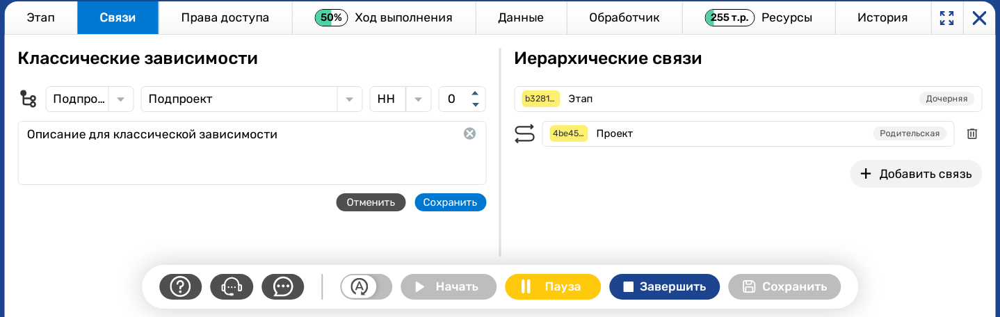 Этап Связи Права доступа 50% Ход выполнения Данные Обработчик 255 т.р. Ресурсы История
Классические зависимости
Подпро... Подпроект НН 0
Описание для классической зависимости
Отменить Сохранить
Иерархические связи
b3281... Этап Дочерняя
4be45... Проект Родительская
+ Добавить связь
A Начать Пауза Завершить Сохранить